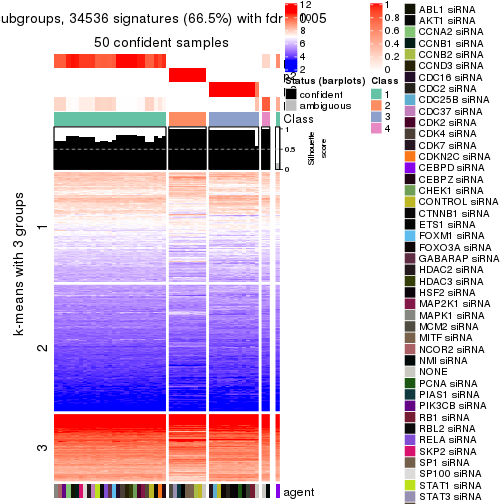 ubgroups, 34536 signatures (66.5%) with fdr 0.05
50 confident samples
12
10
8
6
4
2
1
0.8
0.6
0.4
0.2
0
Status (barplots)
confident
ambiguous
Class
1
2
3
4
Class
1
0.5
0
Silhouette
score
k-means with 3 groups
1
2
3
agent
ABL1 siRNA
AKT1 siRNA
CCNA2 siRNA
CCNB1 siRNA
CCNB2 siRNA
CCND3 siRNA
CDC16 siRNA
CDC2 siRNA
CDC25B siRNA
CDC37 siRNA
CDK2 siRNA
CDK4 siRNA
CDK7 siRNA
CDKN2C siRNA
CEBPD siRNA
CEBPZ siRNA
CHEK1 siRNA
CONTROL siRNA
CTNNB1 siRNA
ETS1 siRNA
FOXM1 siRNA
FOXO3A siRNA
GABARAP siRNA
HDAC2 siRNA
HDAC3 siRNA
HSF2 siRNA
MAP2K1 siRNA
MAPK1 siRNA
MCM2 siRNA
MITF siRNA
NCOR2 siRNA
NMI siRNA
NONE
PCNA siRNA
PIAS1 siRNA
PIK3CB siRNA
RB1 siRNA
RBL2 siRNA
RELA siRNA
SKP2 siRNA
SP1 siRNA
SP100 siRNA
STAT1 siRNA
STAT3 siRNA